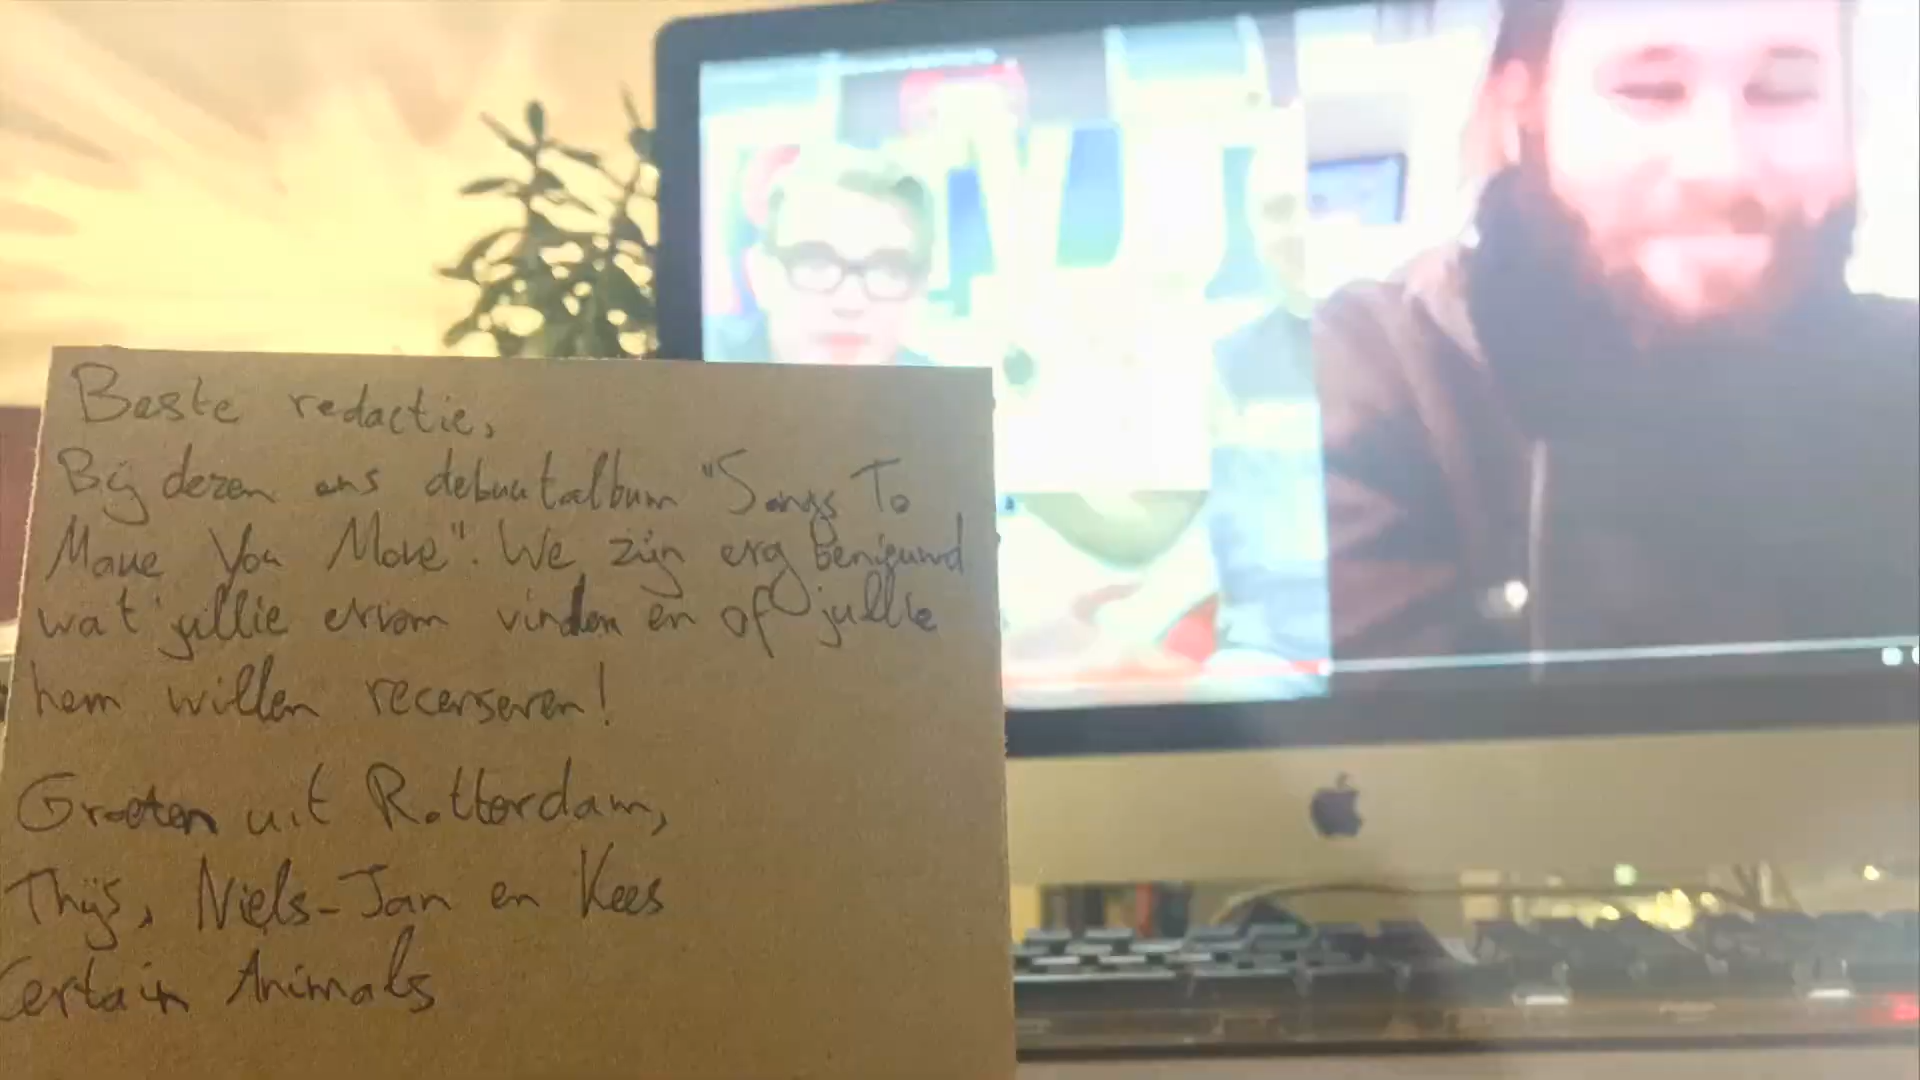 Beste redactie,
Bij dezen ons debuutalbum "Songs To
Make You Move". We zijn erg benieuwd
wat jullie ervan vinden en of jullie
hem willen recenseren!
Groeten uit Rotterdam,
Thijs, Niels-Jan en Kees
Certain Animals